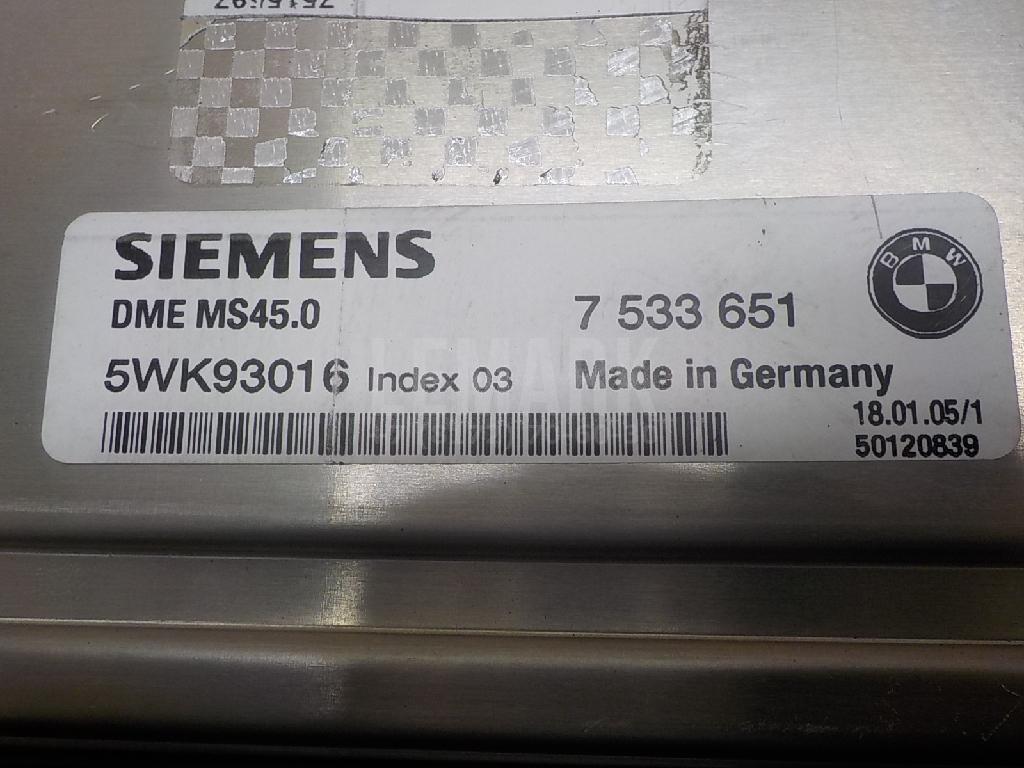 SIEMENS
DME MS45.0
7 533 651
BMW
5WK93016 Index 03
Made in Germany
18.01.05/1
50120839
LEMARK